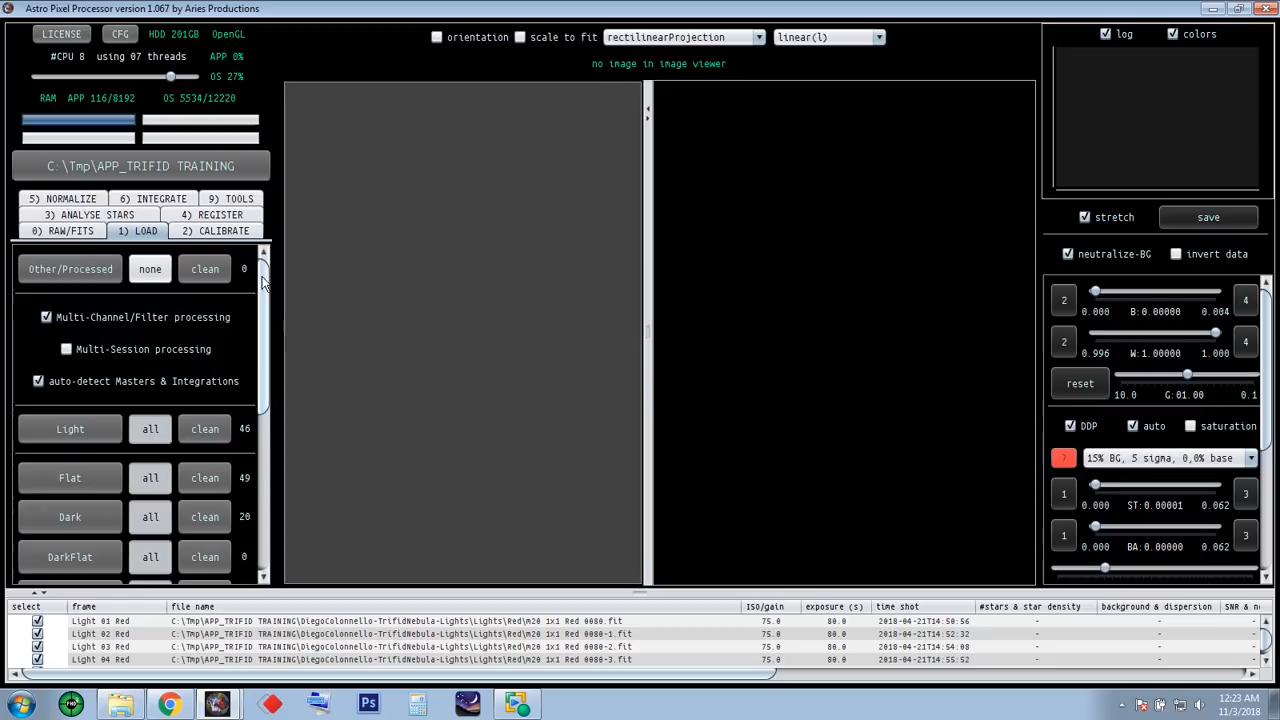 Astro Pixel Processor version 1.067 by Aries Productions
LICENSE CFG HDD 201GB OpenGL
#CPU 8 using 07 threads APP 0%
OS 27%
RAM APP 116/8192 OS 5534/12220
C:\Tmp\APP_TRIFID TRAINING
5) NORMALIZE 6) INTEGRATE 9) TOOLS
3) ANALYSE STARS 4) REGISTER
0) RAW/FITS 1) LOAD 2) CALIBRATE
Other/Processed none clean 0
Multi-Channel/Filter processing
Multi-Session processing
auto-detect Masters & Integrations
Light all clean 46
Flat all clean 49
Dark all clean 20
DarkFlat all clean 0
orientation scale to fit rectilinearProjection linear(l)
no image in image viewer
log colors
stretch save
neutralize-BG invert data
2 4
0.000 B:0.00000 0.004
2 4
0.996 W:1.00000 1.000
reset
10.0 G:01.00 0.1
DDP auto saturation
? 15% BG, 5 sigma, 0,0% base
1 3
0.000 ST:0.00001 0.062
1 3
0.000 BA:0.00000 0.062
select frame file name ISO/gain exposure (s) time shot #stars & star density background & dispersion SNR & n
Light 01 Red C:\Tmp\APP_TRIFID TRAINING\DiegoColonnello-TrifidNebula-Lights\Lights\Red\m20 1x1 Red 0080.fit 75.0 80.0 2018-04-21T14:50:56 - - -
Light 02 Red C:\Tmp\APP_TRIFID TRAINING\DiegoColonnello-TrifidNebula-Lights\Lights\Red\m20 1x1 Red 0080-1.fit 75.0 80.0 2018-04-21T14:52:32 - - -
Light 03 Red C:\Tmp\APP_TRIFID TRAINING\DiegoColonnello-TrifidNebula-Lights\Lights\Red\m20 1x1 Red 0080-2.fit 75.0 80.0 2018-04-21T14:54:08 - - -
Light 04 Red C:\Tmp\APP_TRIFID TRAINING\DiegoColonnello-TrifidNebula-Lights\Lights\Red\m20 1x1 Red 0080-3.fit 75.0 80.0 2018-04-21T14:55:52 - - -
Ps
12:23 AM
11/3/2018